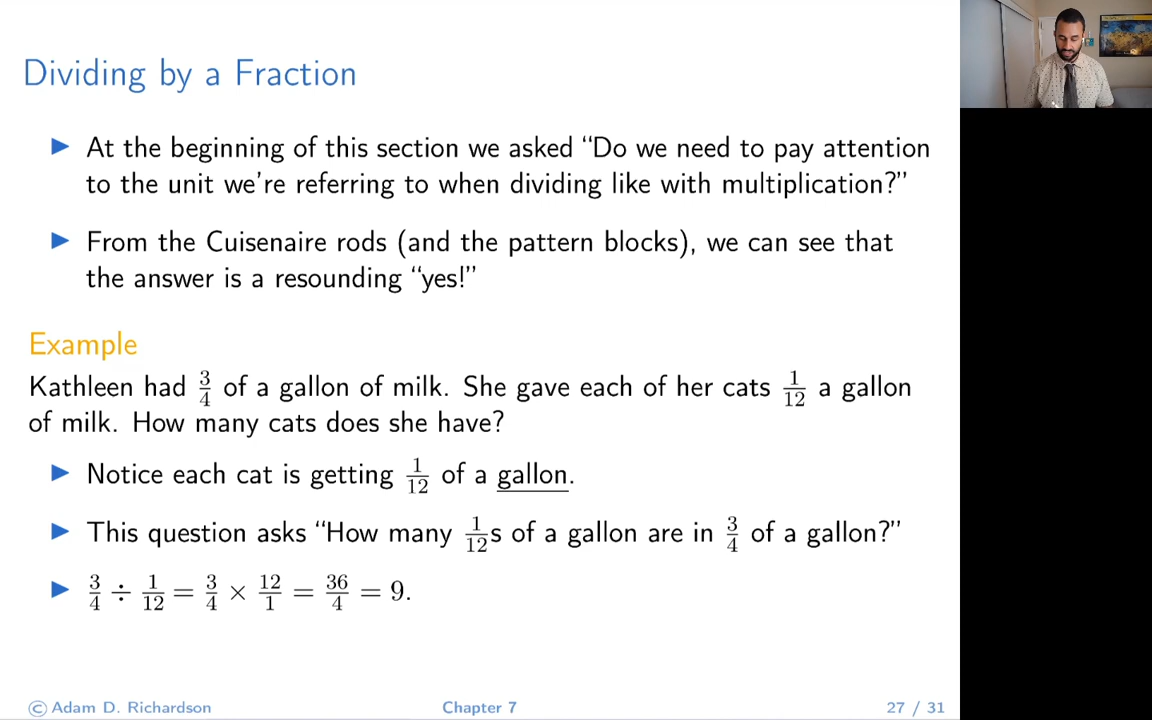 Dividing by a Fraction
▶ At the beginning of this section we asked “Do we need to pay attention
to the unit we’re referring to when dividing like with multiplication?”
▶ From the Cuisenaire rods (and the pattern blocks), we can see that
the answer is a resounding “yes!”
Example
Kathleen had 3/4 of a gallon of milk. She gave each of her cats 1/12 a gallon
of milk. How many cats does she have?
▶ Notice each cat is getting 1/12 of a gallon.
▶ This question asks “How many 1/12s of a gallon are in 3/4 of a gallon?”
▶ 3/4 ÷ 1/12 = 3/4 × 12/1 = 36/4 = 9.
© Adam D. Richardson Chapter 7 27 / 31